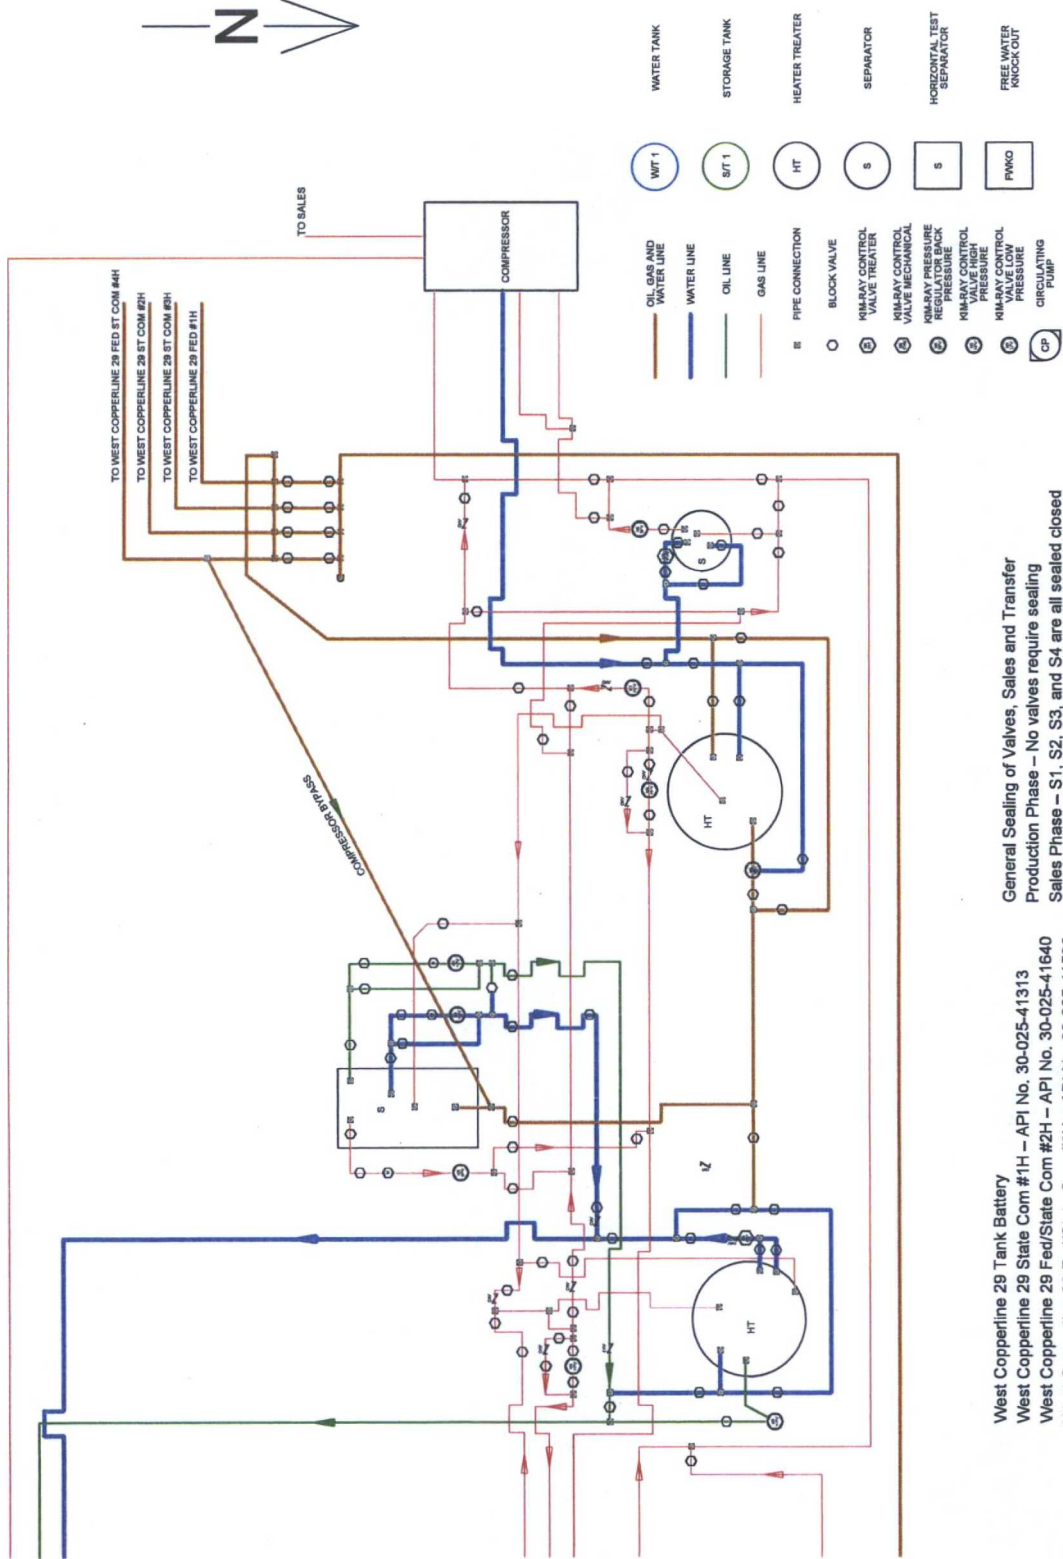 N
TO SALES
TO WEST COPPERLINE 29 FED ST COM #4H
TO WEST COPPERLINE 29 ST COM #2H
TO WEST COPPERLINE 29 ST COM #3H
TO WEST COPPERLINE 29 FED #1H
COMPRESSOR
COMPRESSOR BYPASS
S
S
HT
HT
OIL, GAS AND
WATER LINE
WATER LINE
OIL LINE
GAS LINE
PIPE CONNECTION
BLOCK VALVE
KIM-RAY CONTROL
VALVE TREATER
KIM-RAY CONTROL
VALVE MECHANICAL
KIM-RAY PRESSURE
REGULATOR BACK
PRESSURE
KIM-RAY CONTROL
VALVE HIGH
PRESSURE
KIM-RAY CONTROL
VALVE LOW
PRESSURE
CP
CIRCULATING
PUMP
W/T 1
WATER TANK
S/T 1
STORAGE TANK
HT
HEATER TREATER
S
SEPARATOR
S
HORIZONTAL TEST
SEPARATOR
FWKO
FREE WATER
KNOCK OUT
West Copperline 29 Tank Battery
West Copperline 29 State Com #1H – API No. 30-025-41313
West Copperline 29 Fed/State Com #2H – API No. 30-025-41640
General Sealing of Valves, Sales and Transfer
Production Phase – No valves require sealing
Sales Phase – S1, S2, S3, and S4 are all sealed closed